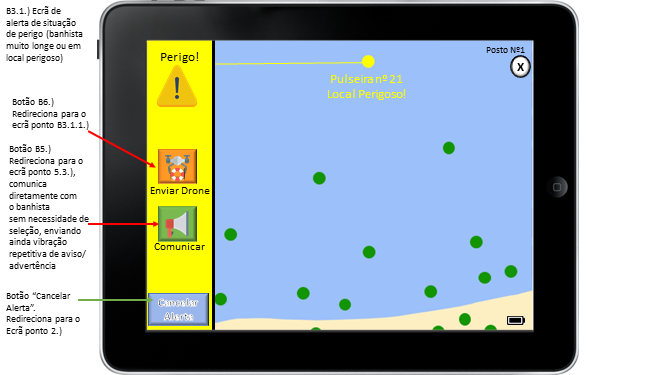 B3.1.) Ecrã de
alerta de situação
de perigo (banhista
muito longe ou em
local perigoso)
Botão B6.)
Redireciona para o
ecrã ponto B3.1.1.)
Botão B5.)
Redireciona para o
ecrã ponto 5.3.),
comunica
diretamente com
o banhista
sem necessidade de
seleção, enviando
ainda vibração
repetitiva de aviso/
advertência
Botão “Cancelar
Alerta”.
Redireciona para o
Ecrã ponto 2.)
Perigo!
Enviar Drone
Comunicar
Cancelar
Alerta
Pulseira nº 21
Local Perigoso!
Posto Nº1
X